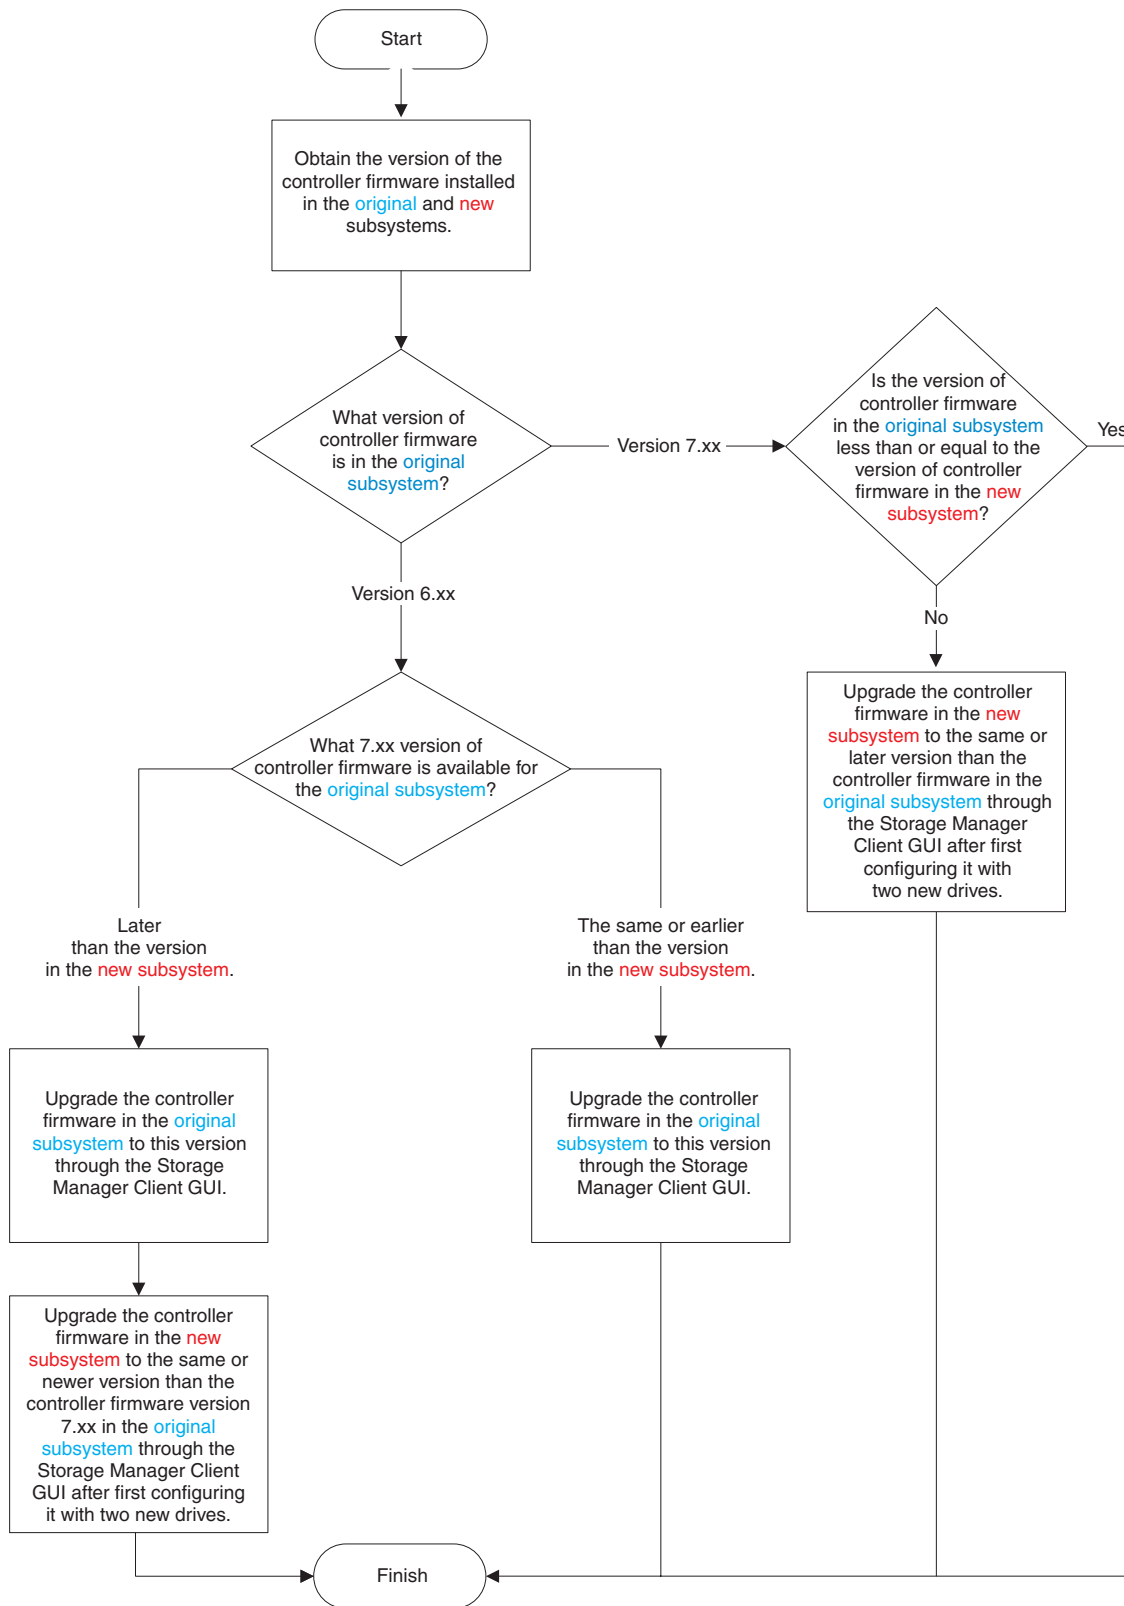 Start
Obtain the version of the
controller firmware installed
in the original and new
subsystems.
What version of
controller firmware
is in the original
subsystem?
Version 7.xx
Is the version of
controller firmware
in the original subsystem
less than or equal to the
version of controller
firmware in the new
subsystem?
Yes
Version 6.xx
No
What 7.xx version of
controller firmware is available for
the original subsystem?
Upgrade the controller
firmware in the new
subsystem to the same or
later version than the
controller firmware in the
original subsystem through
the Storage Manager
Client GUI after first
configuring it with
two new drives.
Later
than the version
in the new subsystem.
The same or earlier
than the version
in the new subsystem.
Upgrade the controller
firmware in the original
subsystem to this version
through the Storage
Manager Client GUI.
Upgrade the controller
firmware in the original
subsystem to this version
through the Storage
Manager Client GUI.
Upgrade the controller
firmware in the new
subsystem to the same or
newer version than the
controller firmware version
7.xx in the original
subsystem through the
Storage Manager Client
GUI after first configuring
it with two new drives.
Finish